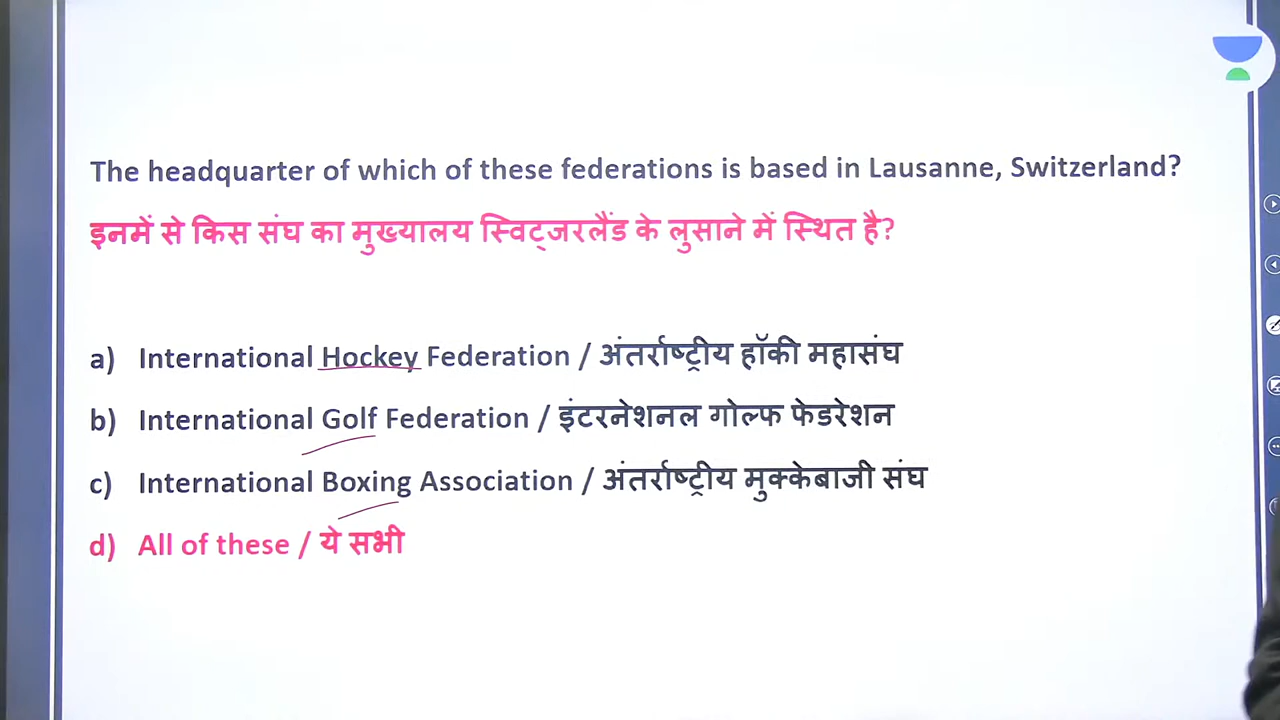 The headquarter of which of these federations is based in Lausanne, Switzerland?
इनमें से किस संघ का मुख्यालय स्विट्जरलैंड के लुसाने में स्थित है?
a) International Hockey Federation / अंतर्राष्ट्रीय हॉकी महासंघ
b) International Golf Federation / इंटरनेशनल गोल्फ फेडरेशन
c) International Boxing Association / अंतर्राष्ट्रीय मुक्केबाजी संघ
d) All of these / ये सभी